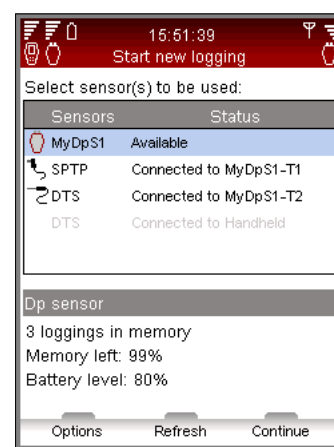 15:51:39
Start new logging
Select sensor(s) to be used:
Sensors Status
MyDpS1 Available
SPTP Connected to MyDpS1-T1
DTS Connected to MyDpS1-T2
DTS Connected to Handheld
Dp sensor
3 loggings in memory
Memory left: 99%
Battery level: 80%
Options Refresh Continue